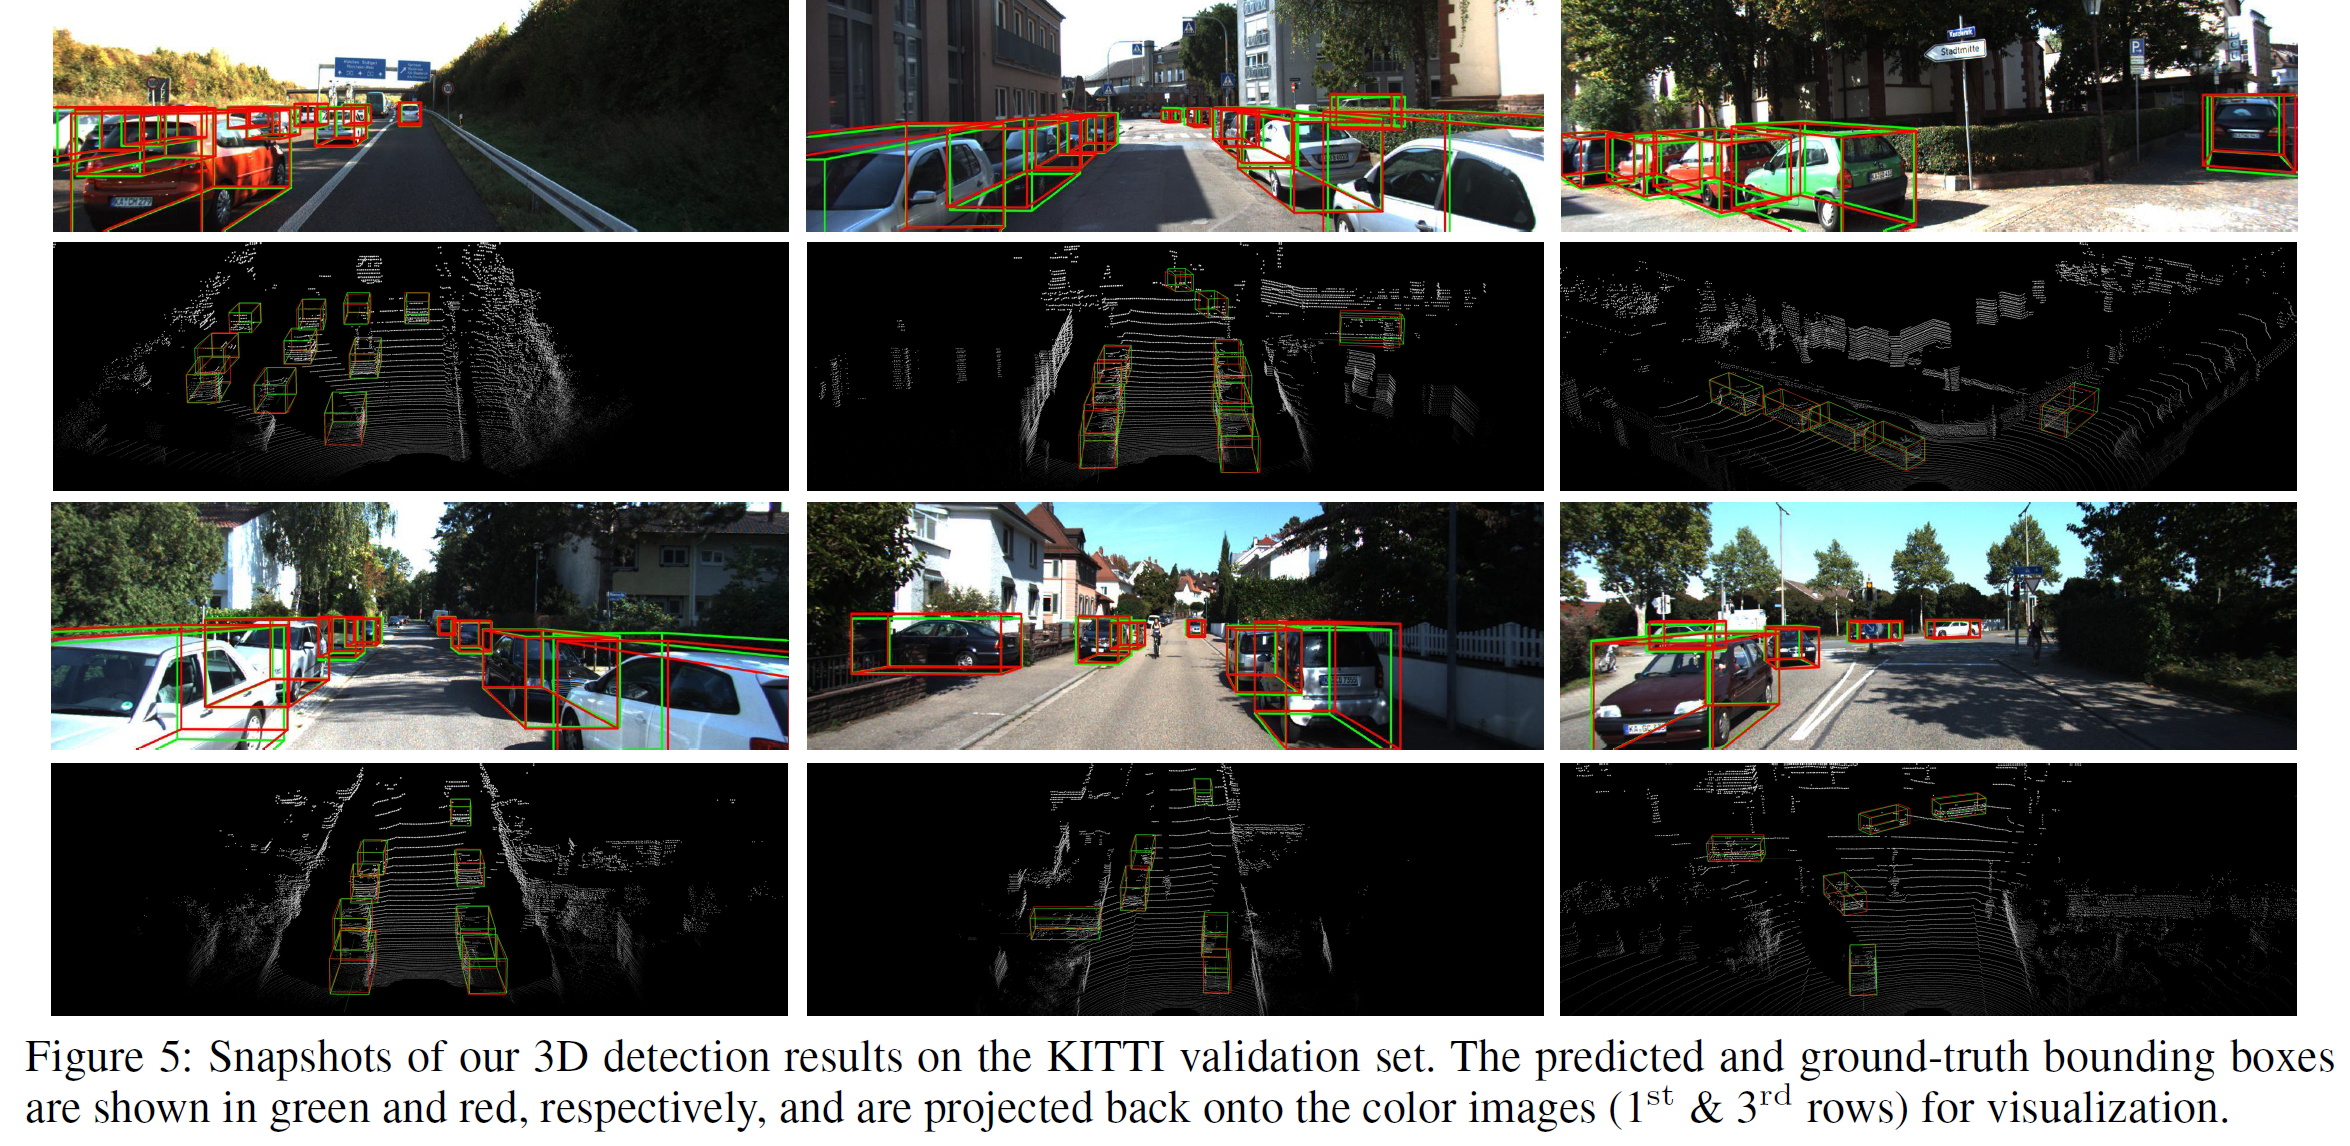 Stadtmitte
P
Figure 5: Snapshots of our 3D detection results on the KITTI validation set. The predicted and ground-truth bounding boxes
are shown in green and red, respectively, and are projected back onto the color images (1st & 3rd rows) for visualization.